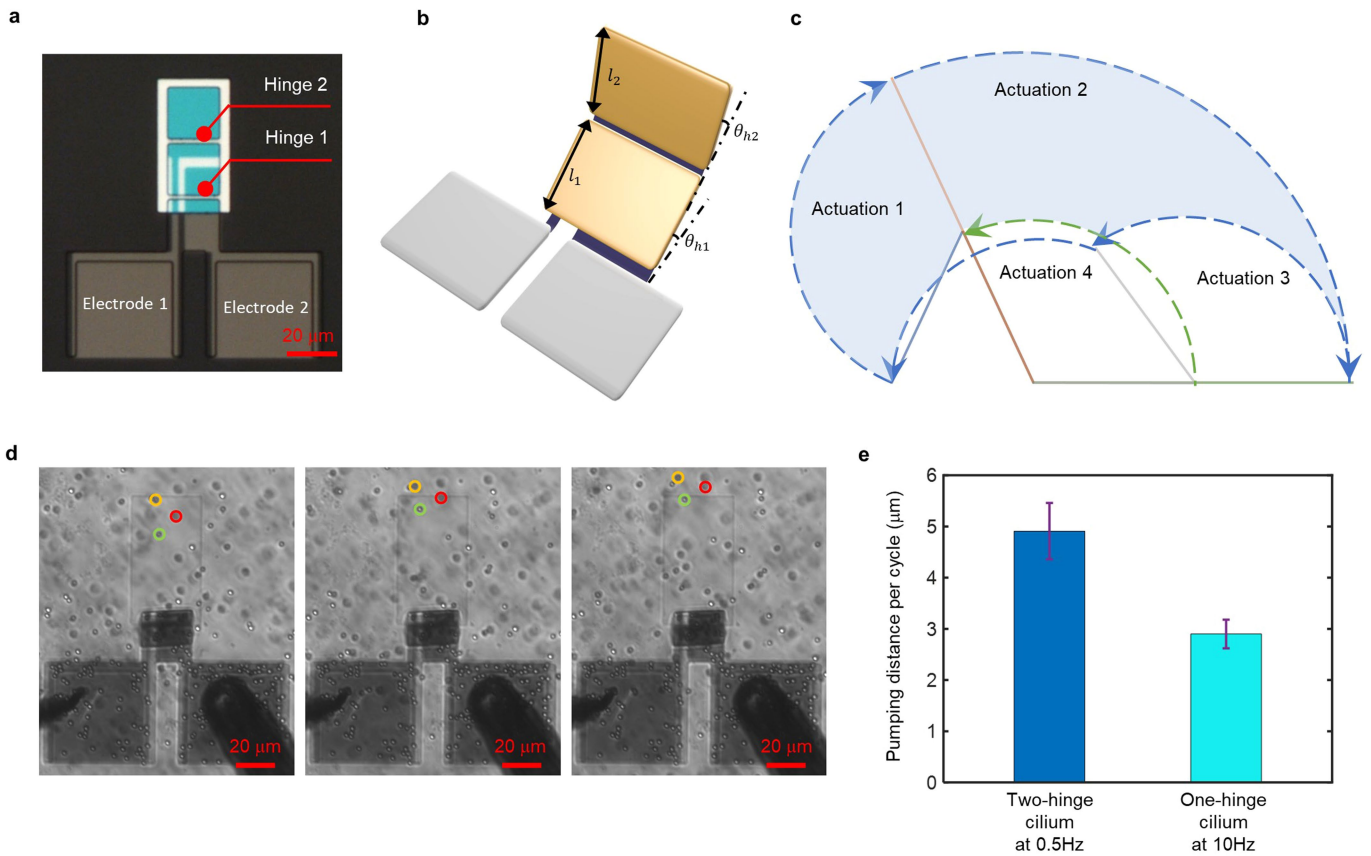 a
Hinge 2
Hinge 1
Electrode 1
Electrode 2
20 μm
b
l₂
θₕ₂
l₁
θₕ₁
c
Actuation 2
Actuation 1
Actuation 4
Actuation 3
d
20 μm
20 μm
20 μm
e
Pumping distance per cycle (μm)
6
5
4
3
2
1
0
Two-hinge
cilium
at 0.5Hz
One-hinge
cilium
at 10Hz